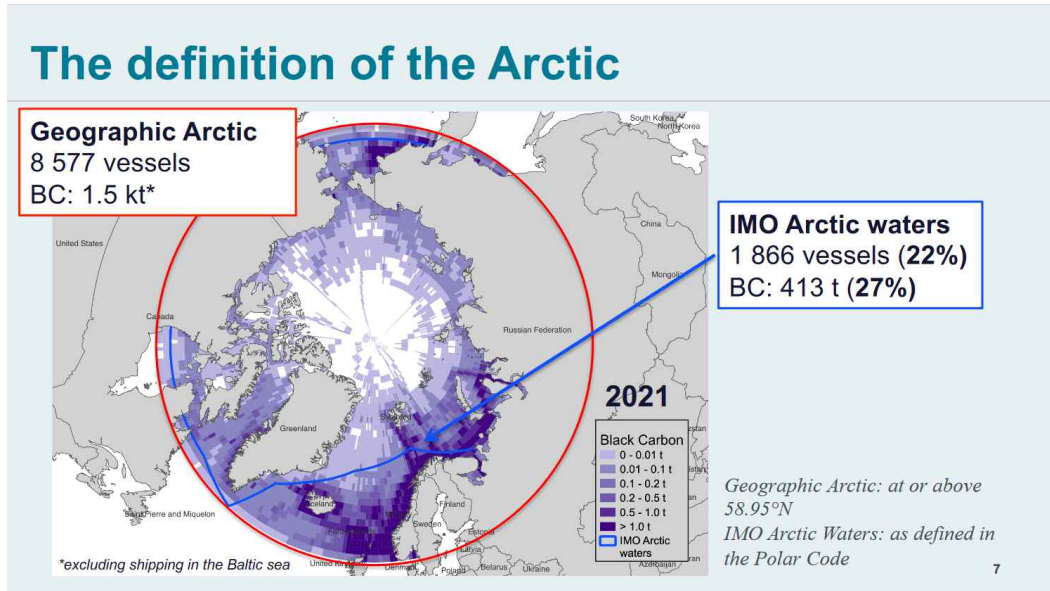 The definition of the Arctic
Geographic Arctic
8 577 vessels
BC: 1.5 kt*
South Korea
North Korea
United States
China
IMO Arctic waters
1 866 vessels (22%)
BC: 413 t (27%)
Mongolia
Canada
Russian Federation
2021
Greenland
Black Carbon
0 - 0.01 t
0.01 - 0.1 t
0.1 - 0.2 t
0.2 - 0.5 t
0.5 - 1.0 t
> 1.0 t
IMO Arctic
waters
Iceland
Finland
Saint Pierre and Miquelon
Sweden
Estonia
Latvia
*excluding shipping in the Baltic sea
Denmark
Poland
Belarus
Ukraine
Azerbaijan
Geographic Arctic: at or above
58.95°N
IMO Arctic Waters: as defined in
the Polar Code
7